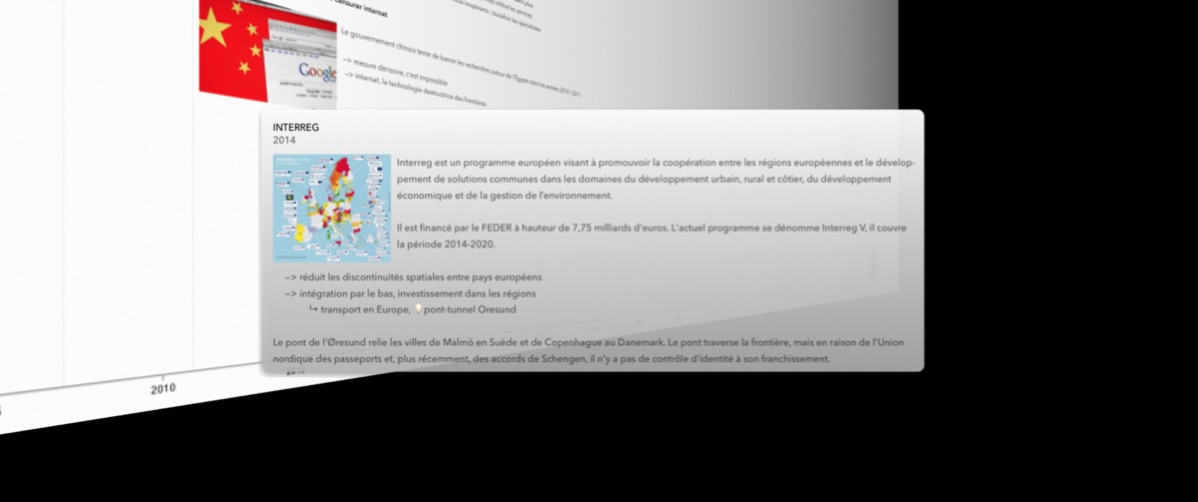 censurer internet
Le gouvernement chinois tente de bannir les recherches autour de l'Egypte dans les années 2010/2011.
--> mesure dérisoire, c'est impossible
--> internet, la technologie destructrice des frontières
Google
INTERREG
2014
Interreg est un programme européen visant à promouvoir la coopération entre les régions européennes et le dévelop-
pement de solutions communes dans les domaines du développement urbain, rural et côtier, du développement
économique et de la gestion de l'environnement.
Il est financé par le FEDER à hauteur de 7,75 milliards d'euros. L'actuel programme se dénomme Interreg V, il couvre
la période 2014-2020.
--> réduit les discontinuités spatiales entre pays européens
--> intégration par le bas, investissement dans les régions
↳ transport en Europe, 💡pont-tunnel Oresund
Le pont de l'Øresund relie les villes de Malmö en Suède et de Copenhague au Danemark. Le pont traverse la frontière, mais en raison de l'Union
nordique des passeports et, plus récemment, des accords de Schengen, il n'y a pas de contrôle d'identité à son franchissement.
2010